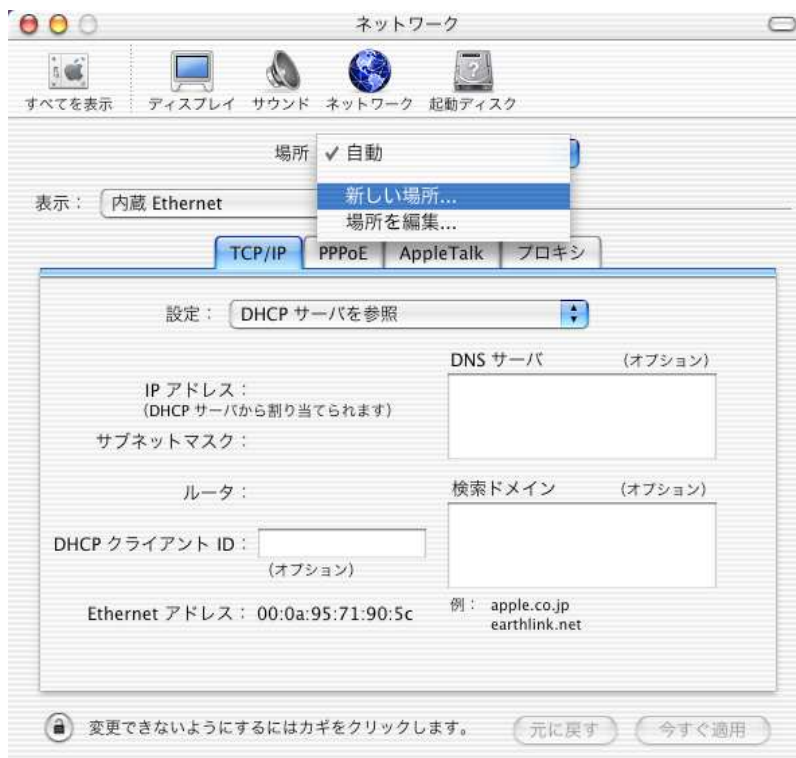 ネットワーク
すべてを表示 ディスプレイ サウンド ネットワーク 起動ディスク
場所
✓ 自動
新しい場所...
場所を編集...
表示： 内蔵 Ethernet
TCP/IP PPPoE AppleTalk プロキシ
設定： DHCP サーバを参照
DNS サーバ (オプション)
IP アドレス：
(DHCP サーバから割り当てられます)
サブネットマスク：
ルータ：
検索ドメイン (オプション)
DHCP クライアント ID：
(オプション)
Ethernet アドレス： 00:0a:95:71:90:5c
例： apple.co.jp
earthlink.net
変更できないようにするにはカギをクリックします。 元に戻す 今すぐ適用